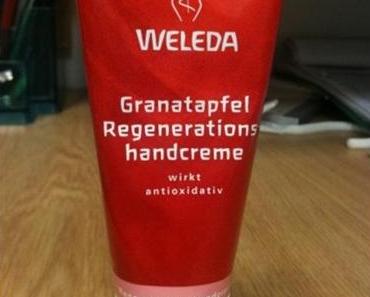 WELEDA
Granatapfel
Regenerations
handcreme
wirkt
antioxidativ